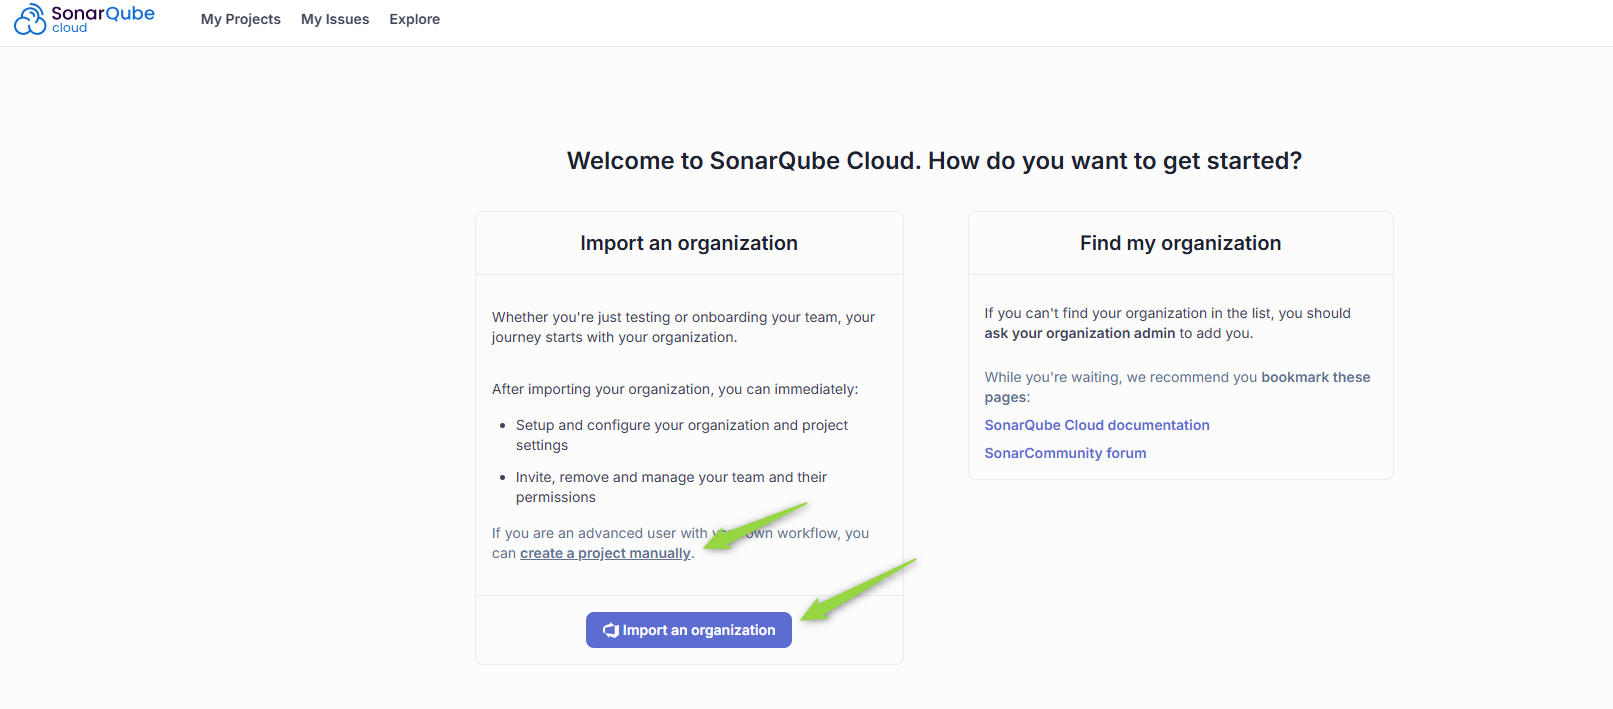 SonarQube
cloud
My Projects
My Issues
Explore
Welcome to SonarQube Cloud. How do you want to get started?
Import an organization
Whether you're just testing or onboarding your team, your
journey starts with your organization.
After importing your organization, you can immediately:
Setup and configure your organization and project
settings
Invite, remove and manage your team and their
permissions
If you are an advanced user with your own workflow, you
can create a project manually.
Import an organization
Find my organization
If you can't find your organization in the list, you should
ask your organization admin to add you.
While you're waiting, we recommend you bookmark these
pages:
SonarQube Cloud documentation
SonarCommunity forum